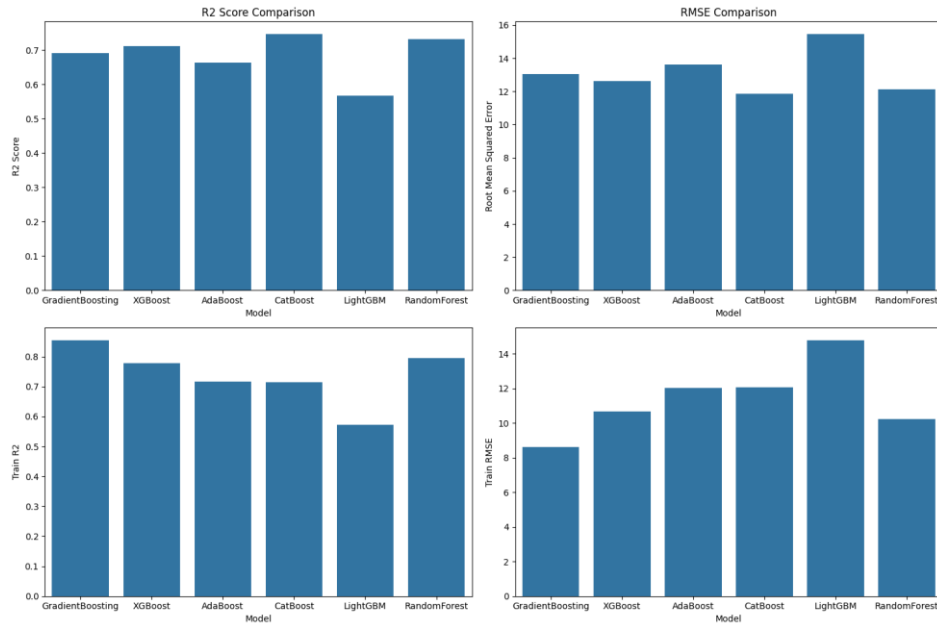 R2 Score Comparison
R2 Score
0.7
0.6
0.5
0.4
0.3
0.2
0.1
0.0
GradientBoosting XGBoost AdaBoost CatBoost LightGBM RandomForest
Model
RMSE Comparison
Root Mean Squared Error
16
14
12
10
8
6
4
2
0
GradientBoosting XGBoost AdaBoost CatBoost LightGBM RandomForest
Model
Train R2
0.8
0.7
0.6
0.5
0.4
0.3
0.2
0.1
0.0
GradientBoosting XGBoost AdaBoost CatBoost LightGBM RandomForest
Model
Train RMSE
14
12
10
8
6
4
2
0
GradientBoosting XGBoost AdaBoost CatBoost LightGBM RandomForest
Model